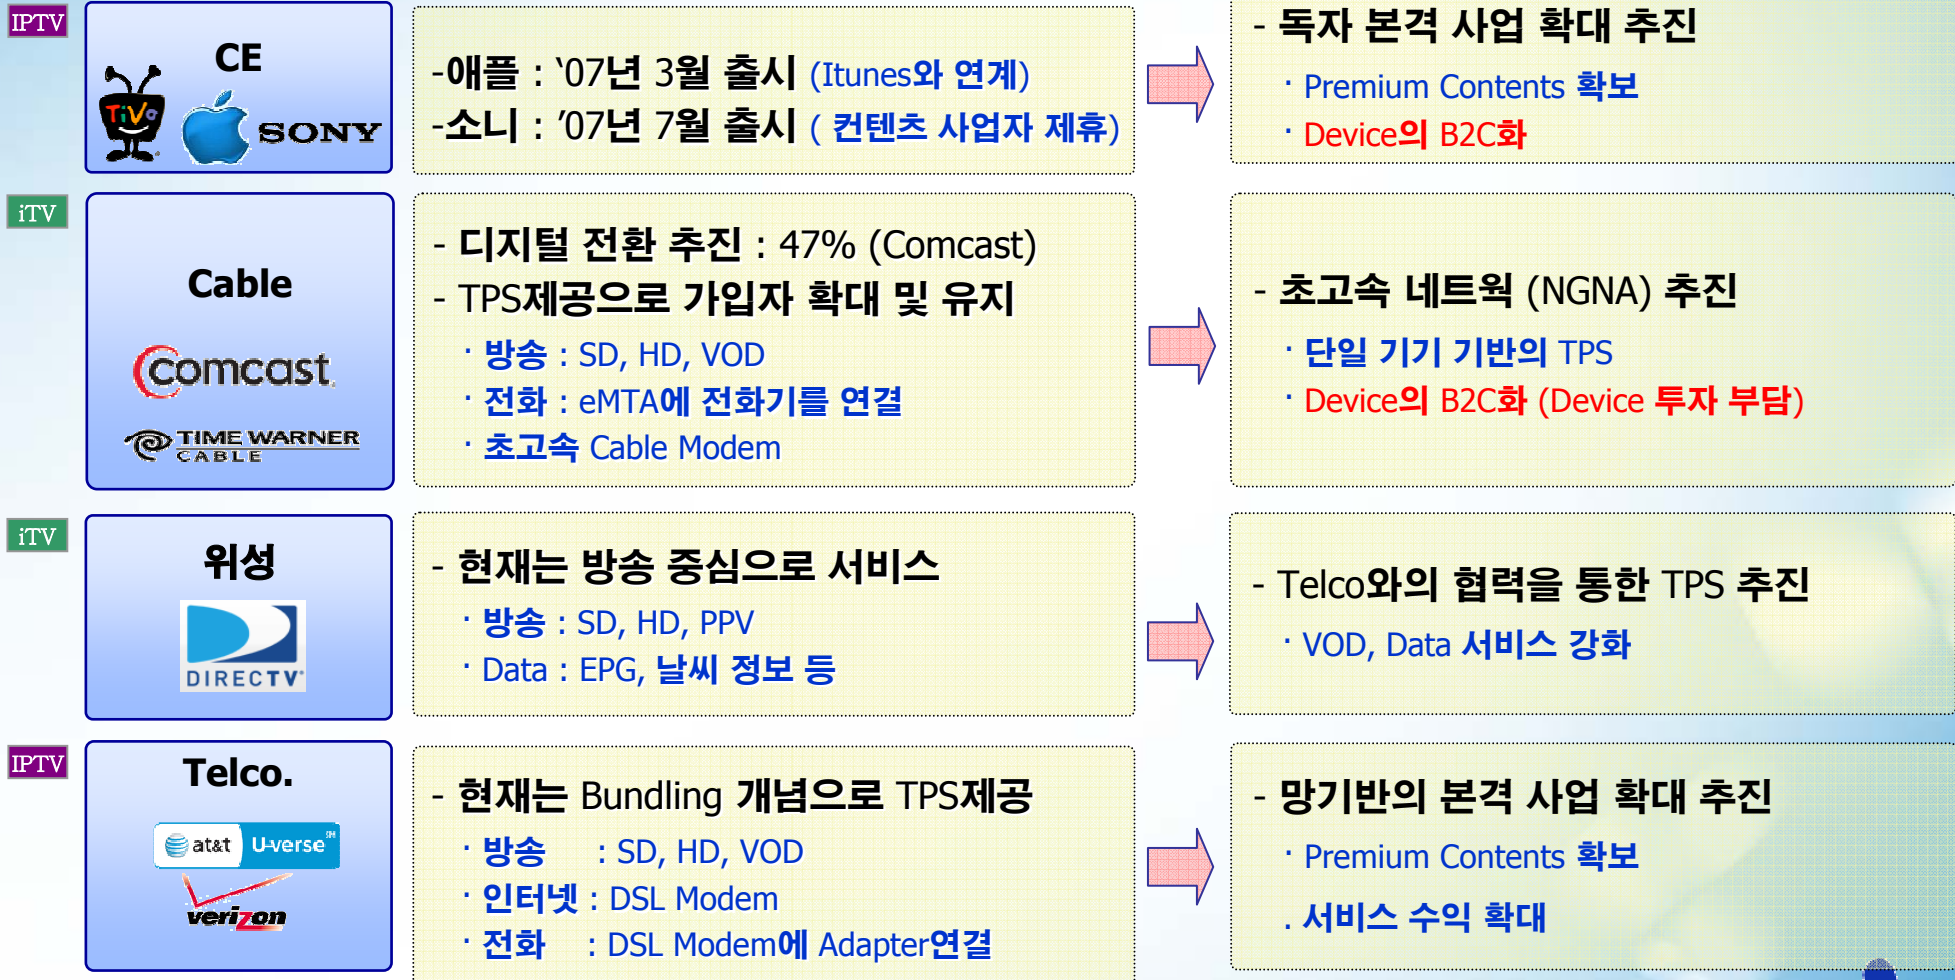 IPTV
CE
TiVo
SONY
-애플 : ‘07년 3월 출시 (Itunes와 연계)
-소니 : ’07년 7월 출시 ( 컨텐츠 사업자 제휴)
- 독자 본격 사업 확대 추진
· Premium Contents 확보
· Device의 B2C화
iTV
Cable
Comcast.
TIME WARNER
CABLE
- 디지털 전환 추진 : 47% (Comcast)
- TPS제공으로 가입자 확대 및 유지
· 방송 : SD, HD, VOD
· 전화 : eMTA에 전화기를 연결
· 초고속 Cable Modem
- 초고속 네트웍 (NGNA) 추진
· 단일 기기 기반의 TPS
· Device의 B2C화 (Device 투자 부담)
iTV
위성
DIRECTV
- 현재는 방송 중심으로 서비스
· 방송 : SD, HD, PPV
· Data : EPG, 날씨 정보 등
- Telco와의 협력을 통한 TPS 추진
· VOD, Data 서비스 강화
IPTV
Telco.
at&t U-verse℠
verizon
- 현재는 Bundling 개념으로 TPS제공
· 방송 : SD, HD, VOD
· 인터넷 : DSL Modem
· 전화 : DSL Modem에 Adapter연결
- 망기반의 본격 사업 확대 추진
· Premium Contents 확보
. 서비스 수익 확대